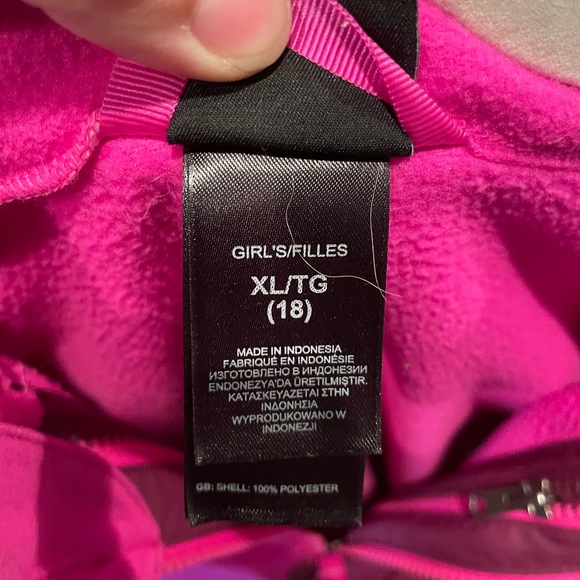 GIRL'S/FILLES
XL/TG
(18)
MADE IN INDONESIA
FABRIQUÉ EN INDONÉSIE
ИЗГОТОВЛЕНО В ИНДОНЕЗИИ
ENDONEZYA'DA ÜRETILMIŞTIR.
ΚΑΤΑΣΚΕΥΑΖΕΤΑΙ ΣΤΗΝ
ΙΝΔΟΝΗΣΙΑ
WYPRODUKOWANO W
INDONEZJI
GB: SHELL: 100% POLYESTER